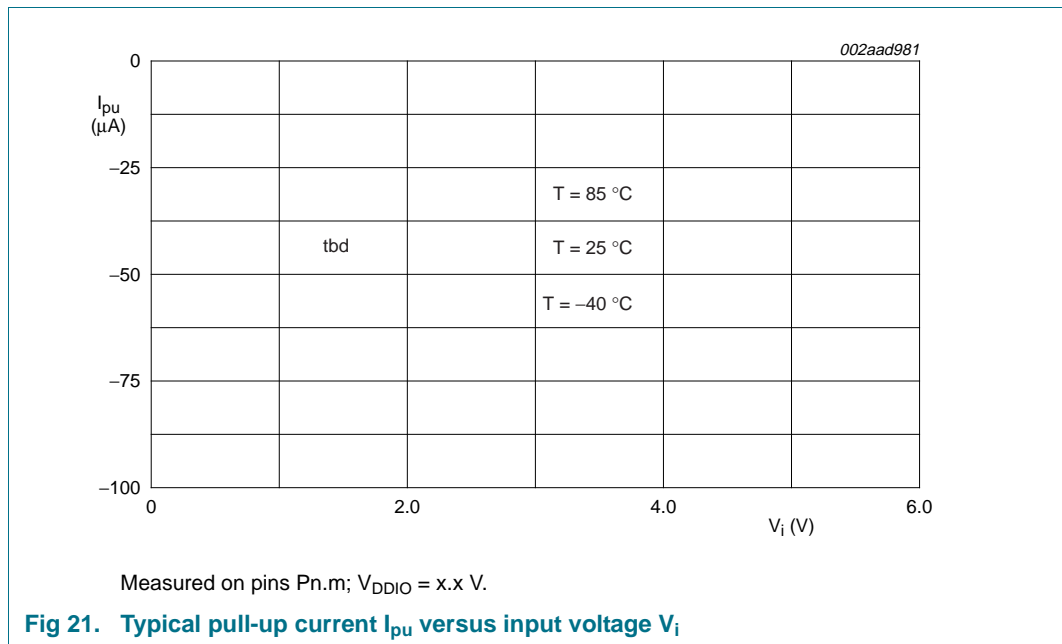 002aad981
0
Ipu
(μA)
−25
T = 85 °C
tbd
T = 25 °C
−50
T = −40 °C
−75
−100
0
2.0
4.0
6.0
Vi (V)
Measured on pins Pn.m; VDDIO = x.x V.
Fig 21. Typical pull-up current Ipu versus input voltage Vi